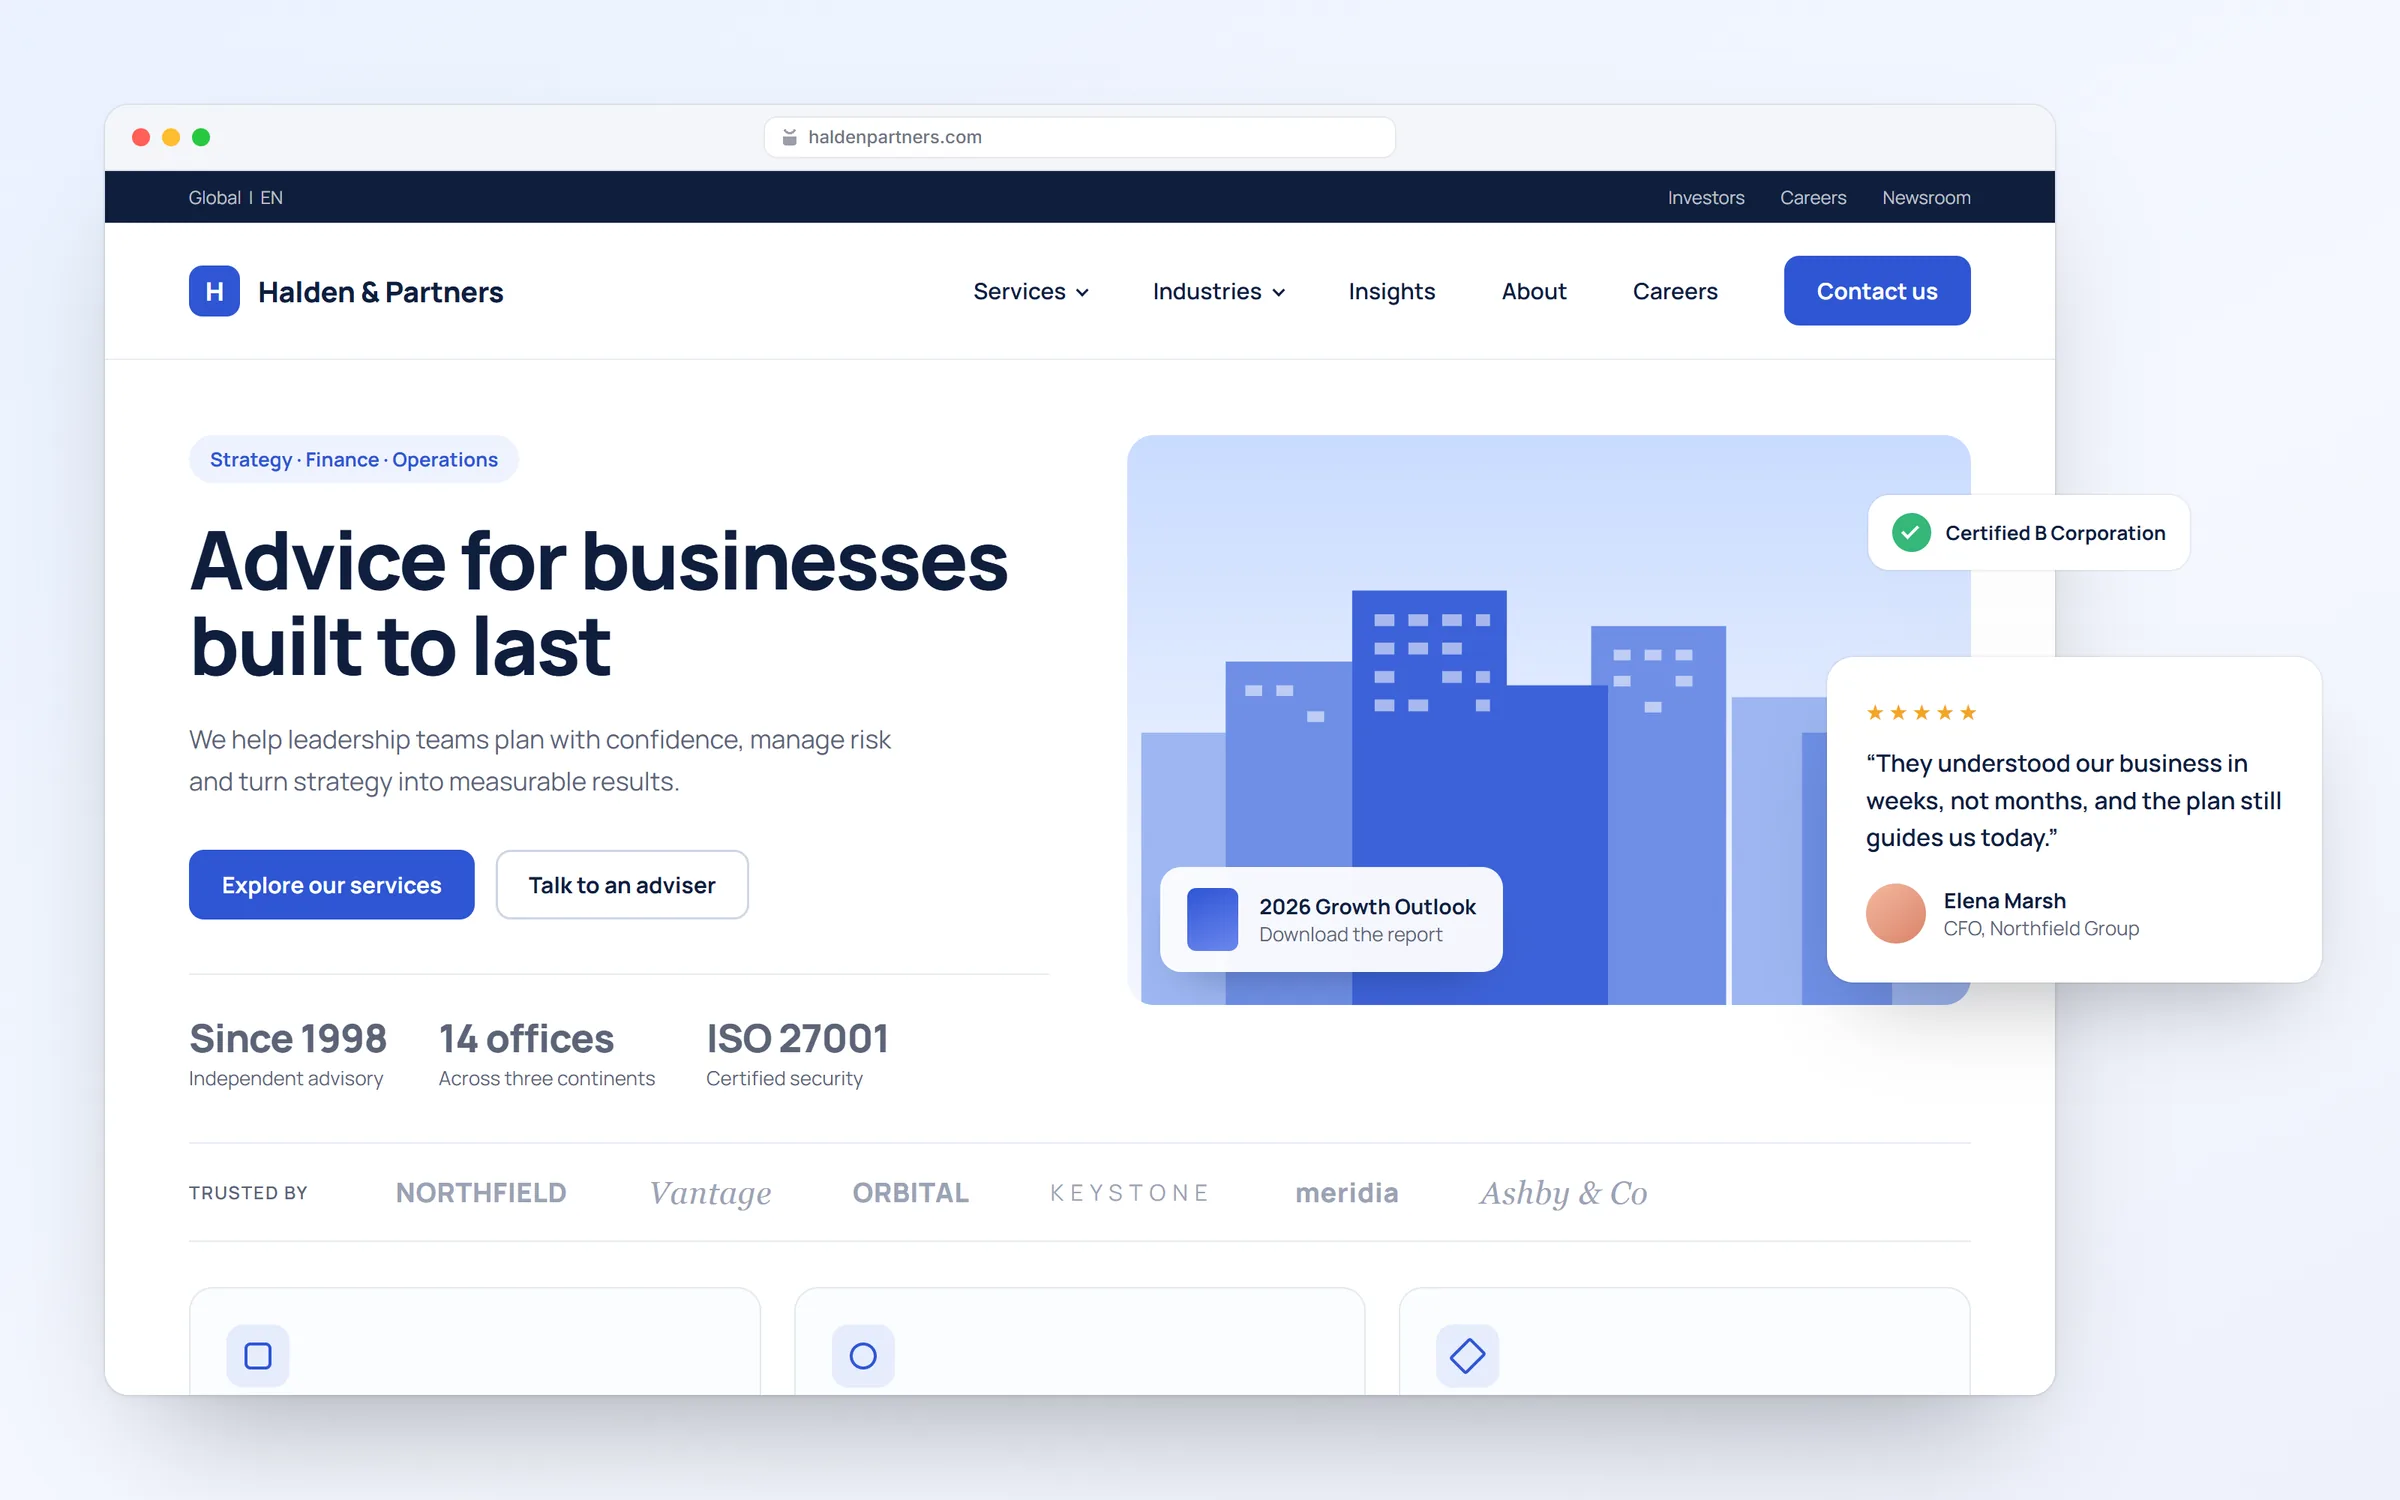 haldenpartners.com
Global | EN
Investors Careers Newsroom
H Halden & Partners
Services Industries Insights About Careers Contact us
Strategy · Finance · Operations
Advice for businesses
built to last
We help leadership teams plan with confidence, manage risk
and turn strategy into measurable results.
Explore our services Talk to an adviser
Since 1998 14 offices ISO 27001
Independent advisory Across three continents Certified security
Certified B Corporation
★★★★★
“They understood our business in
weeks, not months, and the plan still
guides us today.”
Elena Marsh
CFO, Northfield Group
2026 Growth Outlook
Download the report
TRUSTED BY NORTHFIELD Vantage ORBITAL KEYSTONE meridia Ashby & Co